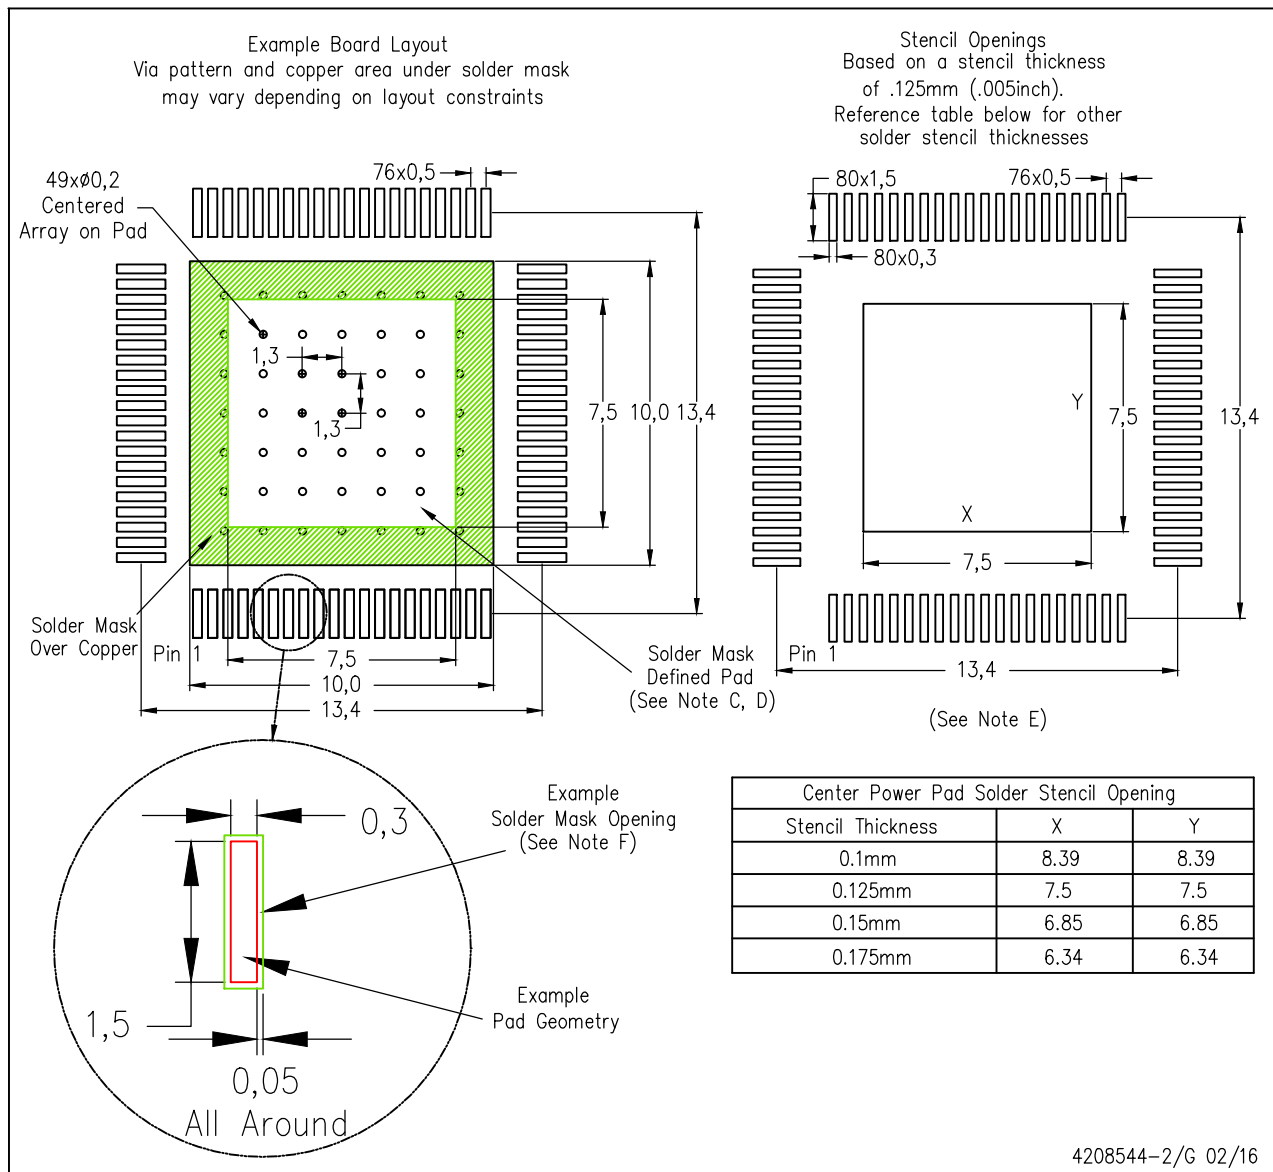 Example Board Layout
Via pattern and copper area under solder mask
may vary depending on layout constraints
Stencil Openings
Based on a stencil thickness
of .125mm (.005inch).
Reference table below for other
solder stencil thicknesses
49xø0,2
Centered
Array on Pad
76x0,5
1,3
1,3
7,5
10,0
13,4
Solder Mask
Over Copper
Pin 1
7,5
10,0
13,4
Solder Mask
Defined Pad
(See Note C, D)
80x1,5
76x0,5
80x0,3
Y
7,5
13,4
X
7,5
Pin 1
13,4
(See Note E)
0,3
Example
Solder Mask Opening
(See Note F)
1,5
Example
Pad Geometry
0,05
All Around
Center Power Pad Solder Stencil Opening
Stencil Thickness X Y
0.1mm 8.39 8.39
0.125mm 7.5 7.5
0.15mm 6.85 6.85
0.175mm 6.34 6.34
4208544-2/G 02/16